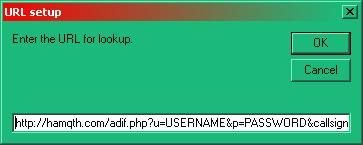 URL setup
Enter the URL for lookup.
OK
Cancel
http://hamqth.com/adif.php?u=USERNAME&p=PASSWORD&callsign